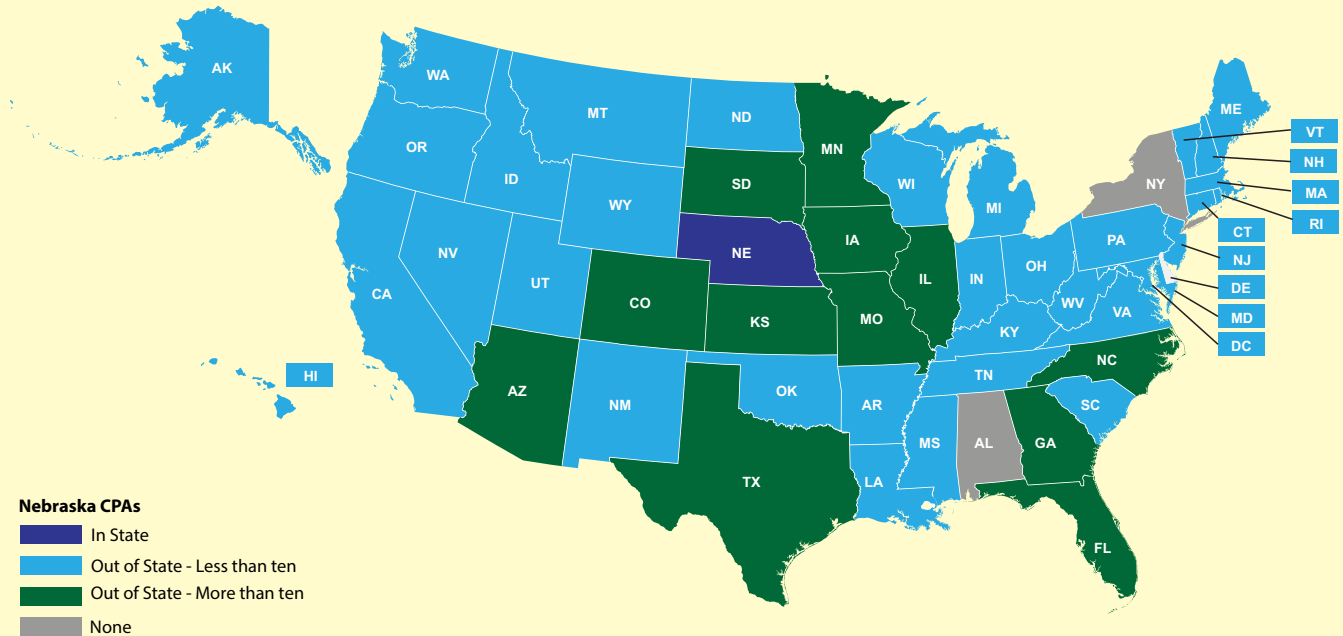 AK
WA
MT
ND
MN
ME
VT
OR
ID
SD
WI
MI
NY
NH
WY
MA
RI
NE
IA
PA
CT
NV
UT
CO
KS
IL
IN
OH
NJ
CA
MO
WV
VA
DE
KY
MD
DC
HI
AZ
NM
OK
AR
TN
NC
SC
MS
AL
GA
TX
LA
FL
Nebraska CPAs
In State
Out of State - Less than ten
Out of State - More than ten
None